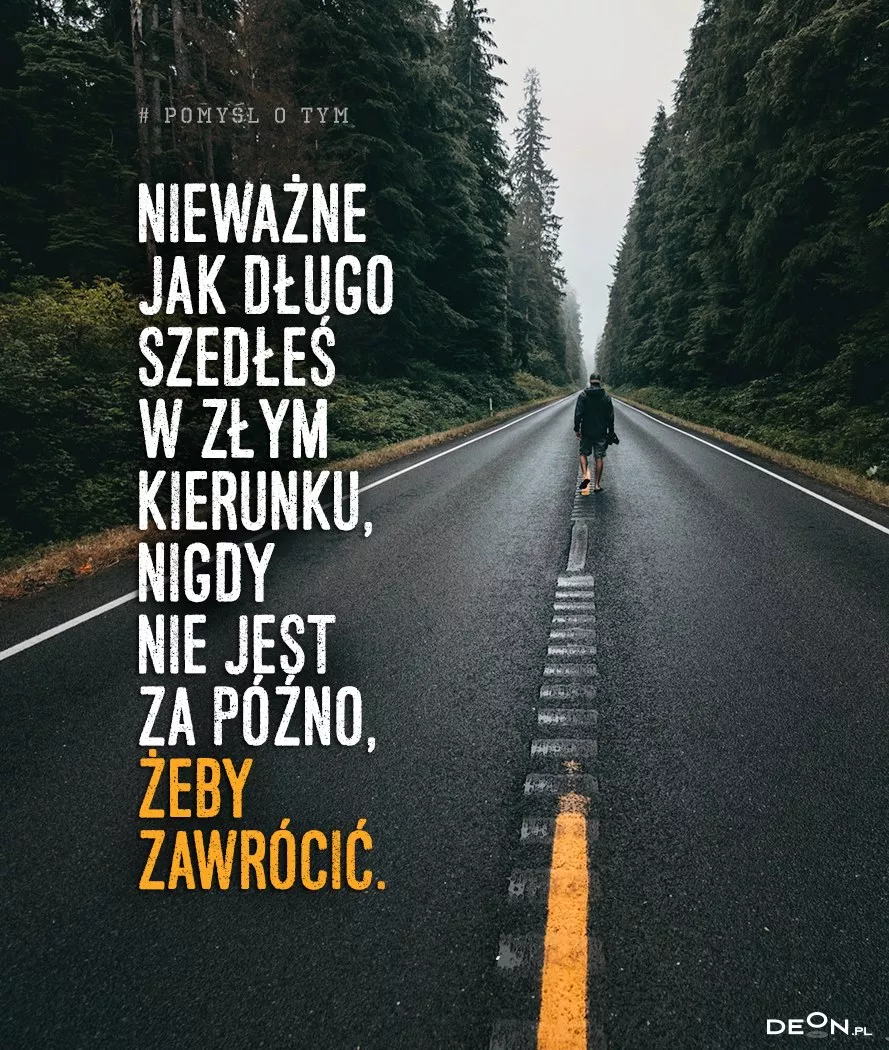 # POMYŚL O TYM
NIEWAŻNE
JAK DŁUGO
SZEDŁEŚ
W ZŁYM
KIERUNKU,
NIGDY
NIE JEST
ZA PÓŹNO,
ŻEBY
ZAWRÓCIĆ.
DEON.PL